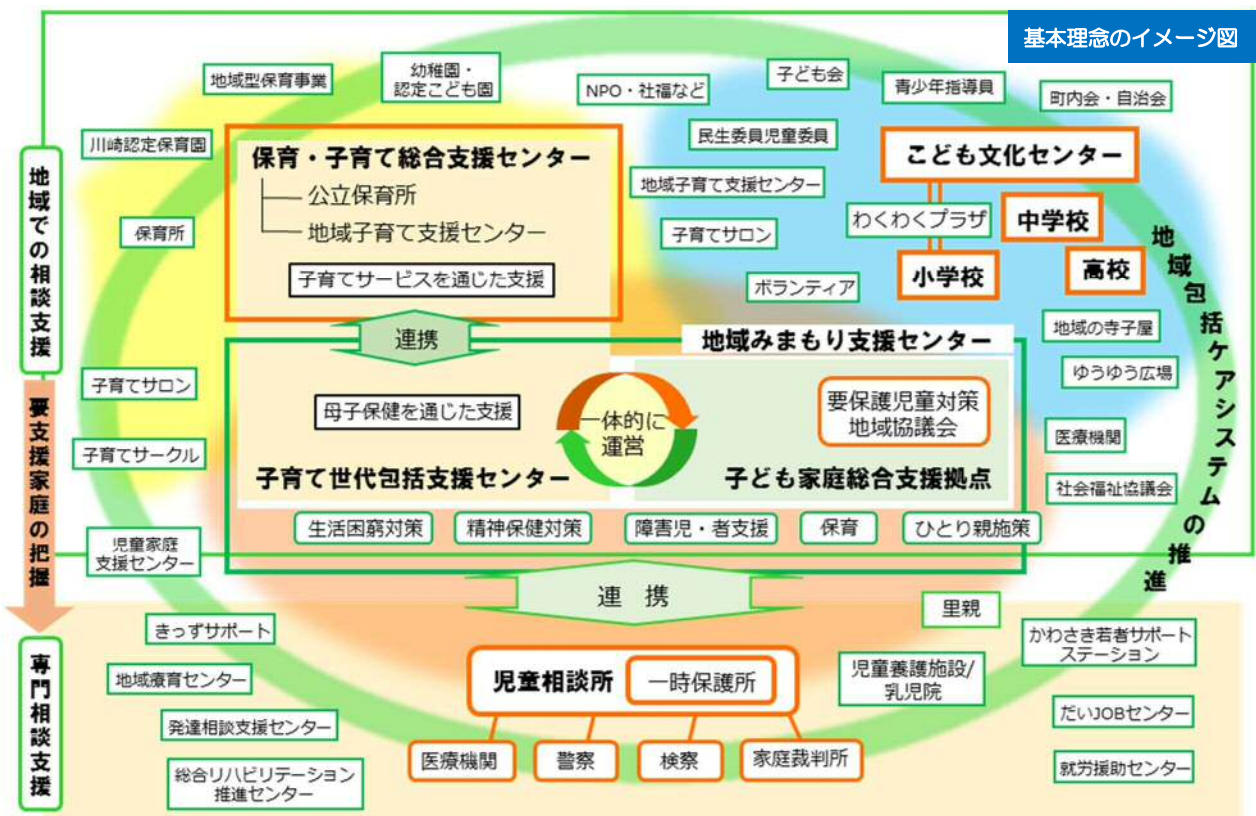 基本理念のイメージ図
地域型保育事業
幼稚園・
認定こども園
NPO・社福など
子ども会
青少年指導員
町内会・自治会
川崎認定保育園
民生委員児童委員
保育・子育て総合支援センター
公立保育所
地域子育て支援センター
子育てサービスを通じた支援
こども文化センター
地域子育て支援センター
わくわくプラザ
中学校
保育所
子育てサロン
小学校
高校
ボランティア
地域での相談支援
地域包括ケアシステムの推進
連携
地域みまもり支援センター
地域の寺子屋
ゆうゆう広場
子育てサロン
母子保健を通じた支援
一体的に
運営
要保護児童対策
地域協議会
医療機関
子育てサークル
子育て世代包括支援センター
子ども家庭総合支援拠点
社会福祉協議会
要支援家庭の把握
生活困窮対策
精神保健対策
障害児・者支援
保育
ひとり親施策
児童家庭
支援センター
連 携
里親
きっずサポート
かわさき若者サポート
ステーション
専門相談支援
地域療育センター
児童相談所
一時保護所
児童養護施設/
乳児院
発達相談支援センター
だいJOBセンター
医療機関
警察
検察
家庭裁判所
総合リハビリテーション
推進センター
就労援助センター